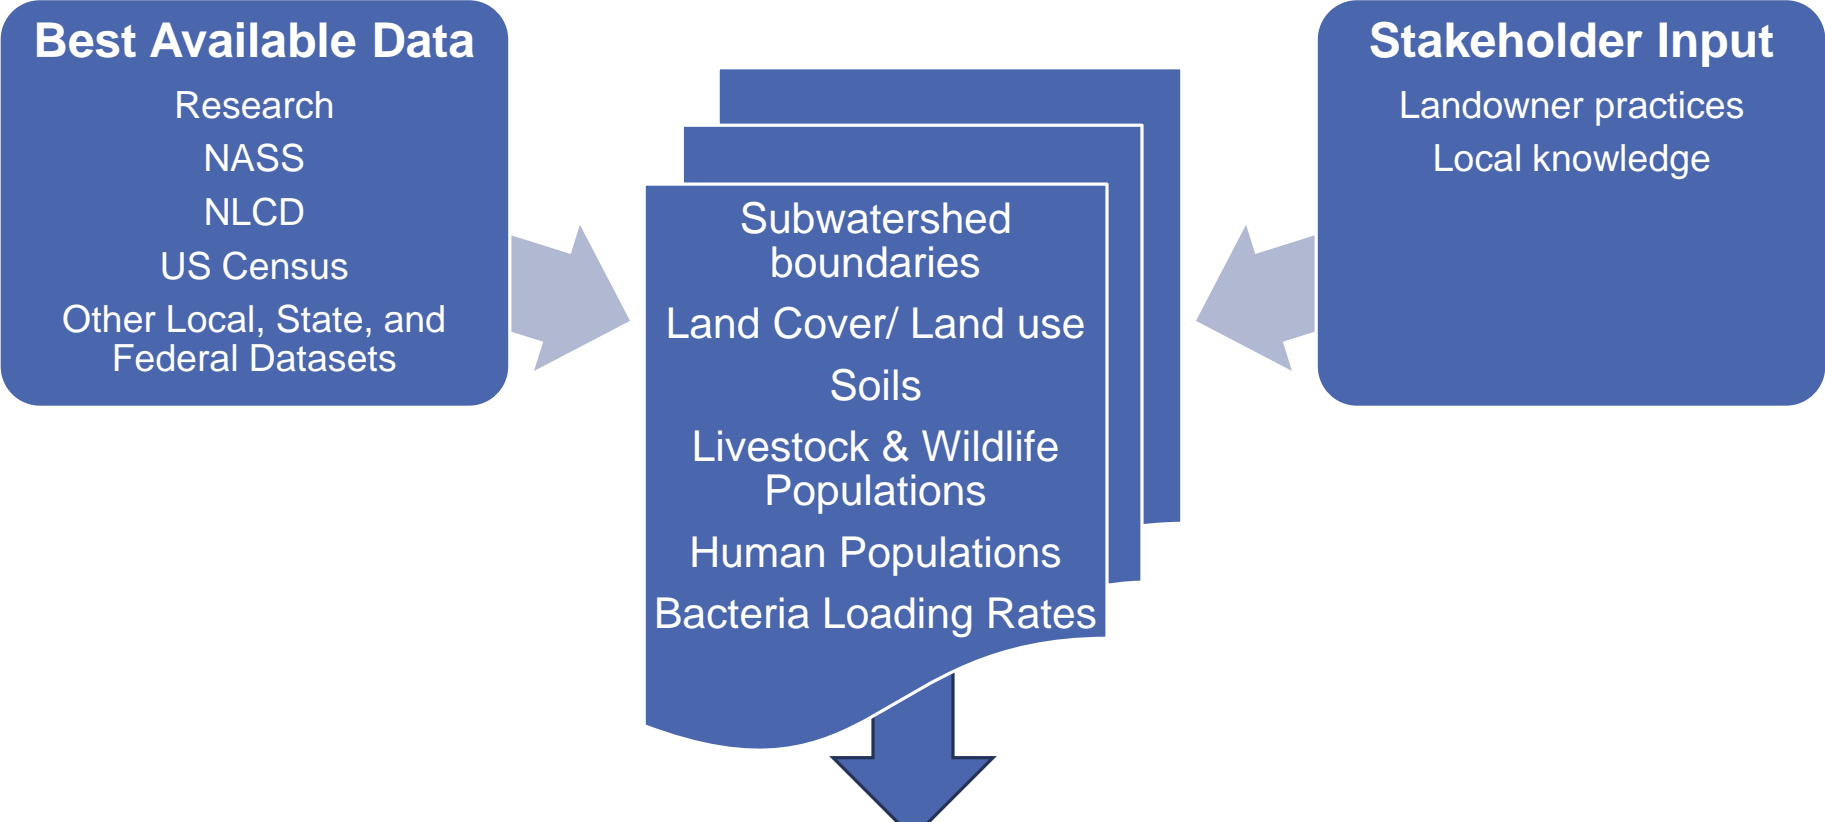 Best Available Data
Research
NASS
NLCD
US Census
Other Local, State, and
Federal Datasets
Subwatershed
boundaries
Land Cover/ Land use
Soils
Livestock & Wildlife
Populations
Human Populations
Bacteria Loading Rates
Stakeholder Input
Landowner practices
Local knowledge